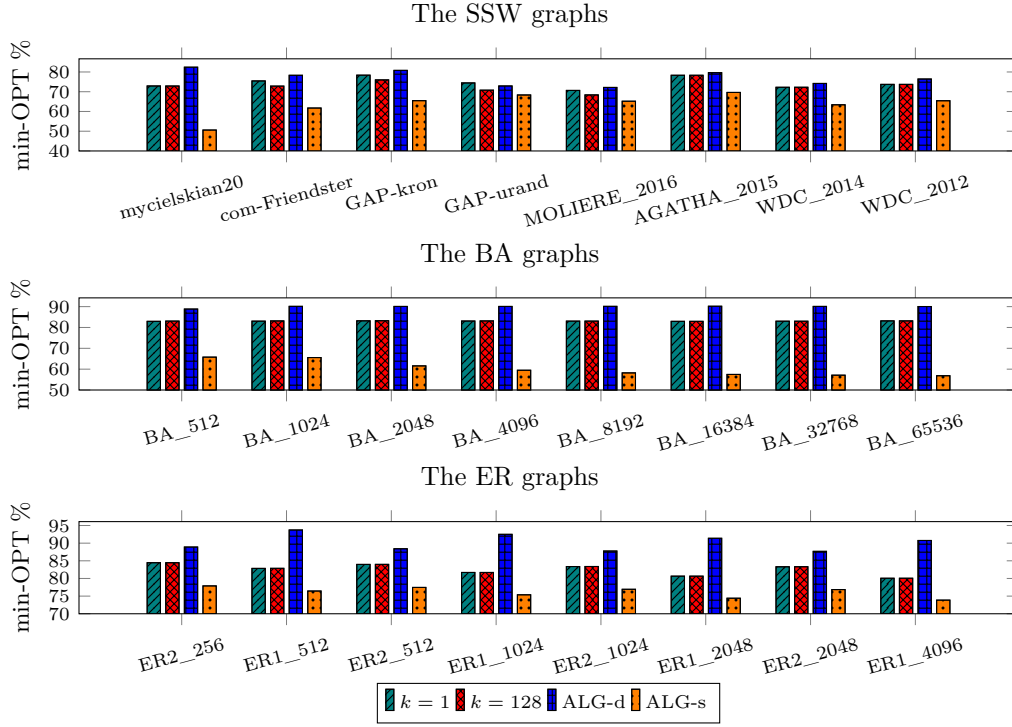 The SSW graphs
min-OPT %
80
70
60
50
40
mycielskian20
com-Friendster
GAP-kron
GAP-urand
MOLIERE_2016
AGATHA_2015
WDC_2014
WDC_2012
The BA graphs
min-OPT %
90
80
70
60
50
BA_512
BA_1024
BA_2048
BA_4096
BA_8192
BA_16384
BA_32768
BA_65536
The ER graphs
min-OPT %
95
90
85
80
75
70
ER2_256
ER1_512
ER2_512
ER1_1024
ER2_1024
ER1_2048
ER2_2048
ER1_4096
k = 1 k = 128 ALG-d ALG-s